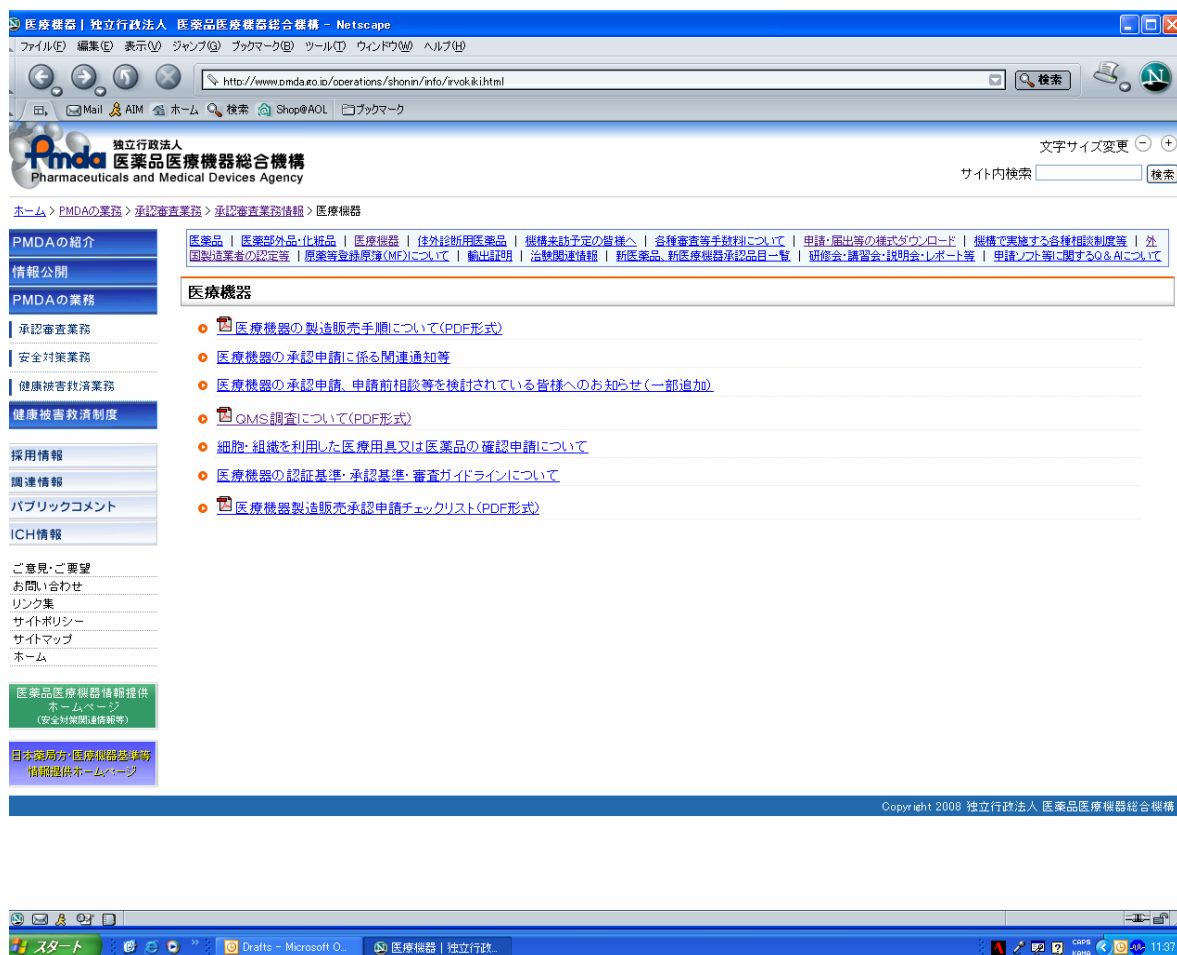 医療機器 | 独立行政法人 医薬品医療機器総合機構 - Netscape
ファイル(F) 編集(E) 表示(V) ジャンプ(G) ブックマーク(B) ツール(T) ウィンドウ(W) ヘルプ(H)
http://www.pmda.go.jp/operations/shonin/info/iryokiki.html 検索
Mail AIM ホーム 検索 Shop@AOL ブックマーク
Pmda 独立行政法人
医薬品医療機器総合機構
Pharmaceuticals and Medical Devices Agency
文字サイズ変更
サイト内検索 検索
ホーム > PMDAの業務 > 承認審査業務 > 承認審査業務情報 > 医療機器
PMDAの紹介
情報公開
PMDAの業務
承認審査業務
安全対策業務
健康被害救済業務
健康被害救済制度
採用情報
調達情報
パブリックコメント
ICH情報
ご意見・ご要望
お問い合わせ
リンク集
サイトポリシー
サイトマップ
ホーム
医薬品医療機器情報提供
ホームページ
(安全対策関連情報等)
日本薬局方・医療機器基準等
情報提供ホームページ
医薬品 | 医薬部外品・化粧品 | 医療機器 | 体外診断用医薬品 | 機構来訪予定の皆様へ | 各種審査等手数料について | 申請・届出等の様式ダウンロード | 機構で実施する各種相談制度等 | 外
国製造業者の認定等 | 原薬等登録原簿(MF)について | 輸出証明 | 治験関連情報 | 新医薬品、新医療機器承認品目一覧 | 研修会・講習会・説明会・レポート等 | 申請ソフト等に関するQ&Aについて
医療機器
医療機器の製造販売手順について(PDF形式)
医療機器の承認申請に係る関連通知等
医療機器の承認申請、申請前相談等を検討されている皆様へのお知らせ(一部追加)
QMS調査について(PDF形式)
細胞・組織を利用した医療用具又は医薬品の確認申請について
医療機器の認証基準・承認基準・審査ガイドラインについて
医療機器製造販売承認申請チェックリスト(PDF形式)
Copyright 2008 独立行政法人 医薬品医療機器総合機構
スタート Drafts - Microsoft O... 医療機器 | 独立行政... CAPS KANA 11:37